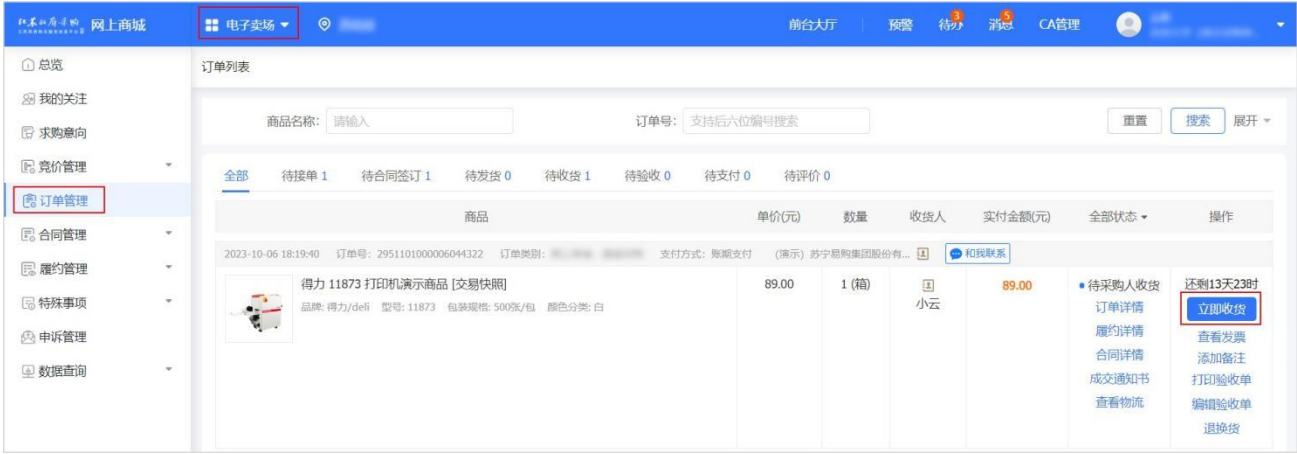 网上商城 电子卖场 前台大厅 预警 待办 3 消息 5 CA管理
总览
我的关注
求购意向
竞价管理
订单管理
合同管理
履约管理
特殊事项
申诉管理
数据查询
订单列表
商品名称: 请输入 订单号: 支持后六位编号搜索 重置 搜索 展开
全部 待接单 1 待合同签订 1 待发货 0 待收货 1 待验收 0 待支付 0 待评价 0
商品 单价(元) 数量 收货人 实付金额(元) 全部状态 操作
2023-10-06 18:19:40 订单号: 2951101000006044322 订单类别: 支付方式: 账期支付 (演示) 苏宁易购集团股份有... 和我联系
得力 11873 打印机演示商品 [交易快照] 89.00 1 (箱) 小云 89.00 待采购人收货 还剩13天23时
品牌: 得力/deli 型号: 11873 包装规格: 500张/包 颜色分类: 白
订单详情 立即收货
履约详情 查看发票
合同详情 添加备注
成交通知书 打印验收单
查看物流 编辑验收单
退换货